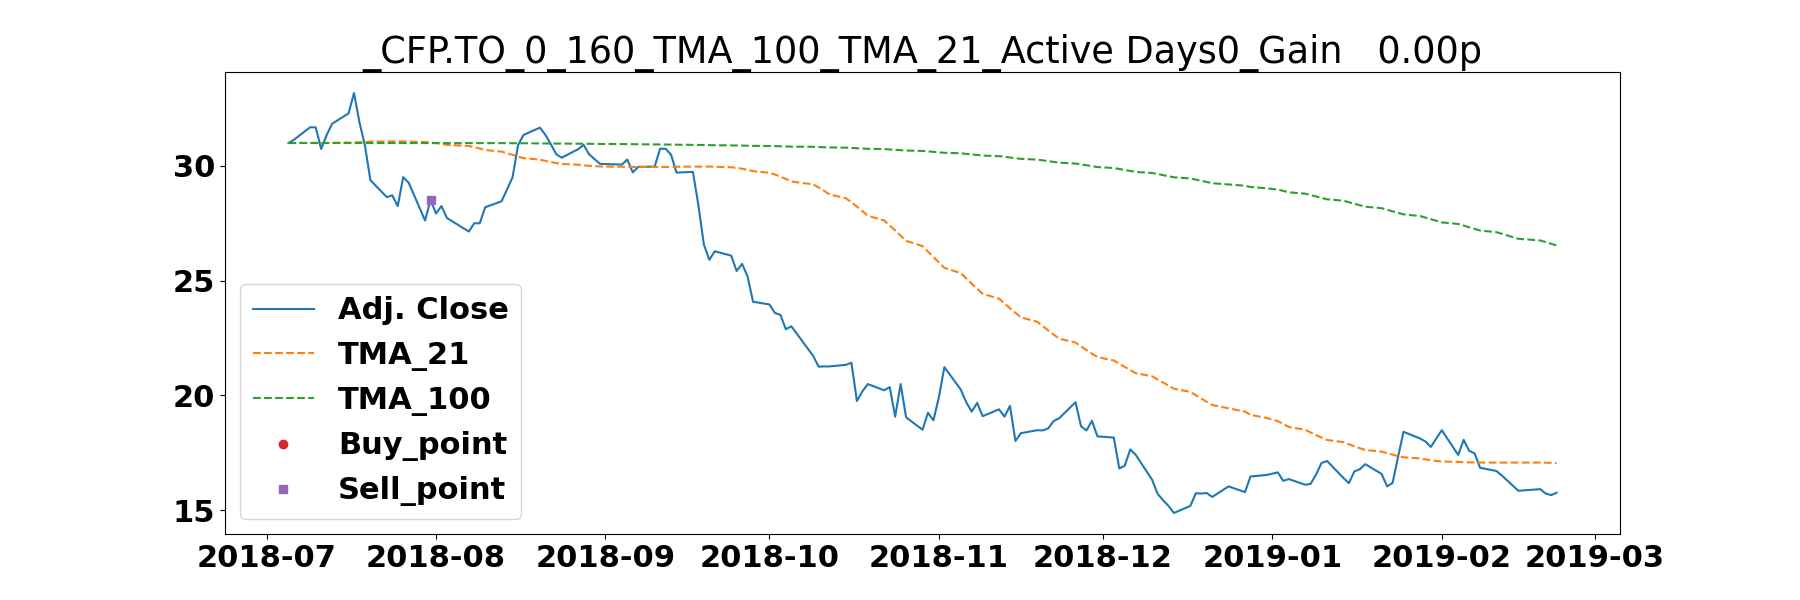 _CFP.TO_0_160_TMA_100_TMA_21_Active Days0_Gain   0.00p
30
25
20
15
Adj. Close
TMA_21
TMA_100
Buy_point
Sell_point
2018-07 2018-08 2018-09 2018-10 2018-11 2018-12 2019-01 2019-02 2019-03